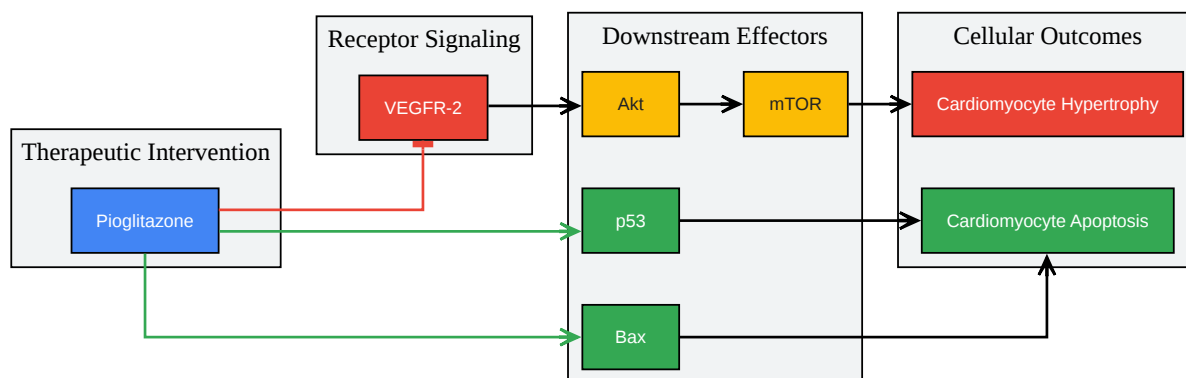 Receptor Signaling
Downstream Effectors
Cellular Outcomes
VEGFR-2
Akt
mTOR
Cardiomyocyte Hypertrophy
Therapeutic Intervention
Pioglitazone
p53
Cardiomyocyte Apoptosis
Bax